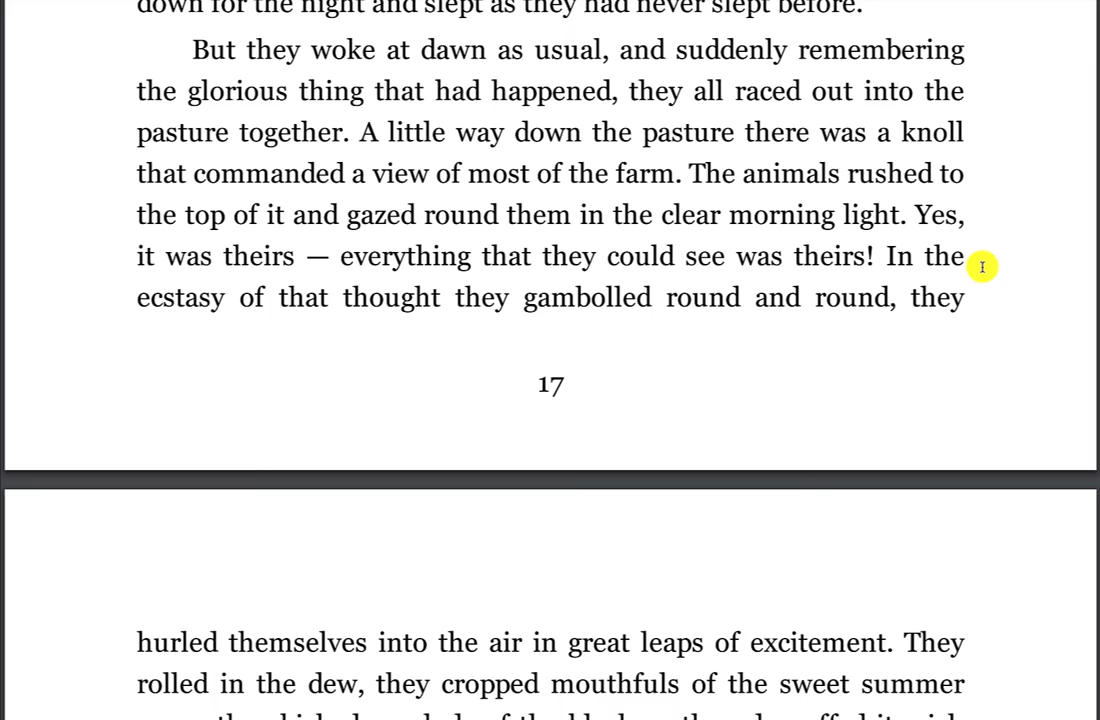 down for the night and slept as they had never slept before.
But they woke at dawn as usual, and suddenly remembering
the glorious thing that had happened, they all raced out into the
pasture together. A little way down the pasture there was a knoll
that commanded a view of most of the farm. The animals rushed to
the top of it and gazed round them in the clear morning light. Yes,
it was theirs — everything that they could see was theirs! In the
ecstasy of that thought they gambolled round and round, they
17
hurled themselves into the air in great leaps of excitement. They
rolled in the dew, they cropped mouthfuls of the sweet summer